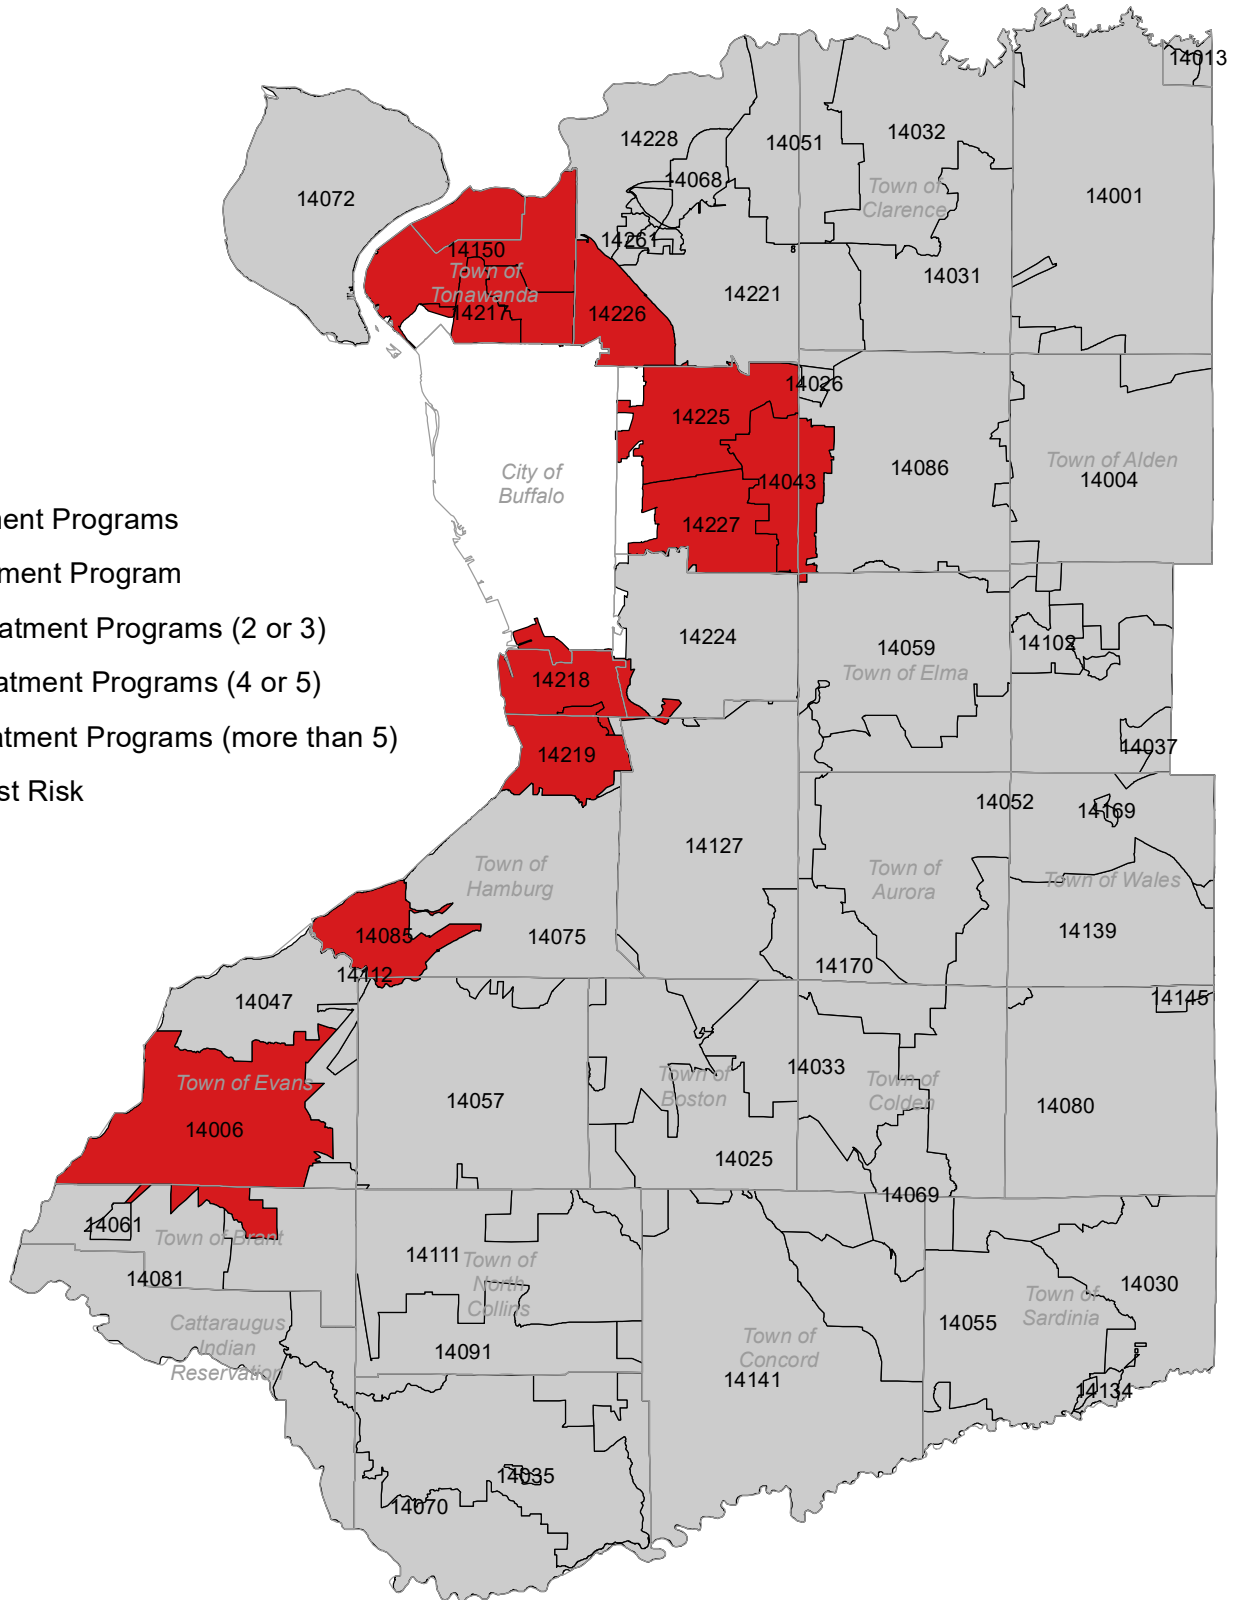 14013
14032
14228
14051
14068
14001
14072
Town of
Clarence
14261
14150
Town of
Tonawanda
14031
14221
14217
14226
14026
14225
City of
Buffalo
14086
Town of Alden
14004
14043
14227
ment Programs
ment Program
atment Programs (2 or 3)
atment Programs (4 or 5)
atment Programs (more than 5)
st Risk
14224
14059
Town of Elma
14102
14218
14219
14037
14052
14169
14127
Town of
Hamburg
Town of
Aurora
Town of Wales
14085
14075
14139
14170
14112
14047
14145
14033
Town of Evans
Town of
Boston
Town of
Colden
14057
14080
14006
14025
14069
14061
Town of Brant
14111
Town of
North
Collins
14081
14030
Town of
Sardinia
Cattaraugus
Indian
Reservation
14055
Town of
Concord
14091
14141
14134
14035
14070